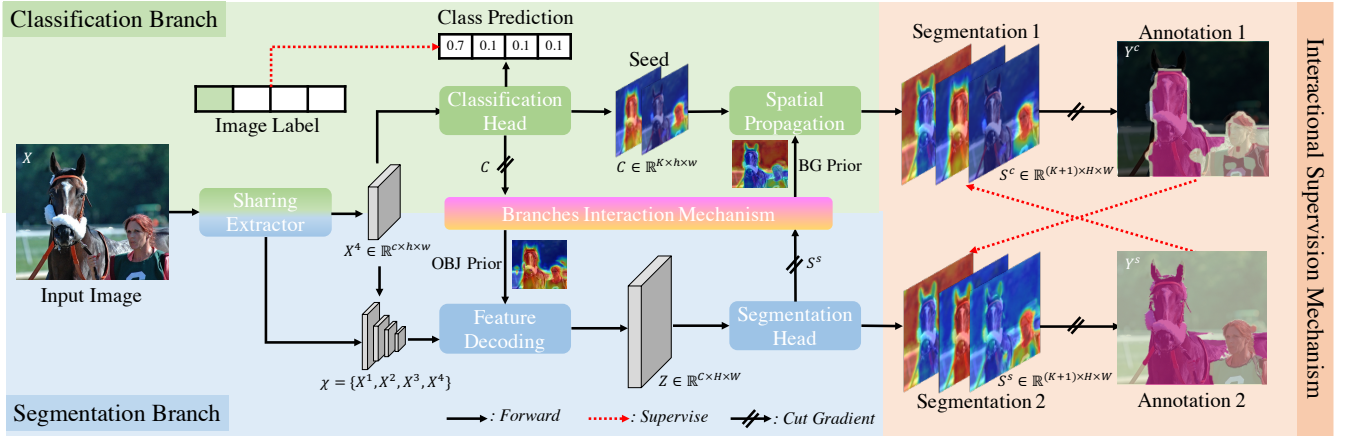 Classification Branch
Class Prediction
0.7 0.1 0.1 0.1
Image Label
Classification
Head
Seed
Spatial
Propagation
C
C ∈ ℝ^{K×h×w}
BG Prior
X
Input Image
Sharing
Extractor
X^4 ∈ ℝ^{c×h×w}
Branches Interaction Mechanism
OBJ Prior
S^s
Feature
Decoding
Segmentation
Head
χ = {X^1, X^2, X^3, X^4}
Z ∈ ℝ^{C×H×W}
Segmentation Branch
: Forward
: Supervise
: Cut Gradient
Segmentation 1
Annotation 1
Y^c
S^c ∈ ℝ^{(K+1)×H×W}
Y^s
S^s ∈ ℝ^{(K+1)×H×W}
Segmentation 2
Annotation 2
Interactional Supervision Mechanism